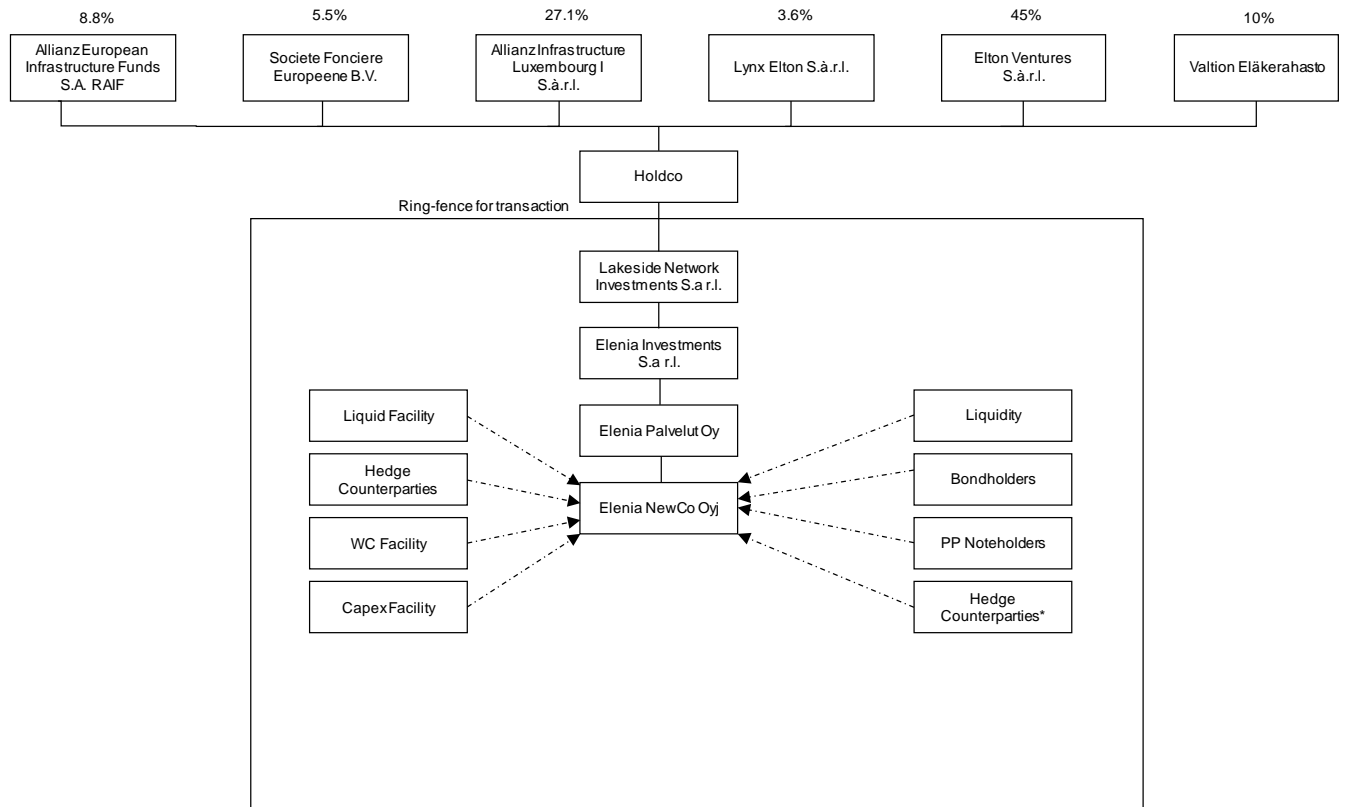 8.8%
5.5%
27.1%
3.6%
45%
10%
Allianz European
Infrastructure Funds
S.A. RAIF
Societe Fonciere
Europeene B.V.
Allianz Infrastructure
Luxembourg I
S.à.r.l.
Lynx Elton S.à.r.l.
Elton Ventures
S.à.r.l.
Valtion Eläkerahasto
Holdco
Ring-fence for transaction
Lakeside Network
Investments S.a r.l.
Elenia Investments
S.a r.l.
Elenia Palvelut Oy
Elenia NewCo Oyj
Liquid Facility
Hedge
Counterparties
WC Facility
Capex Facility
Liquidity
Bondholders
PP Noteholders
Hedge
Counterparties*